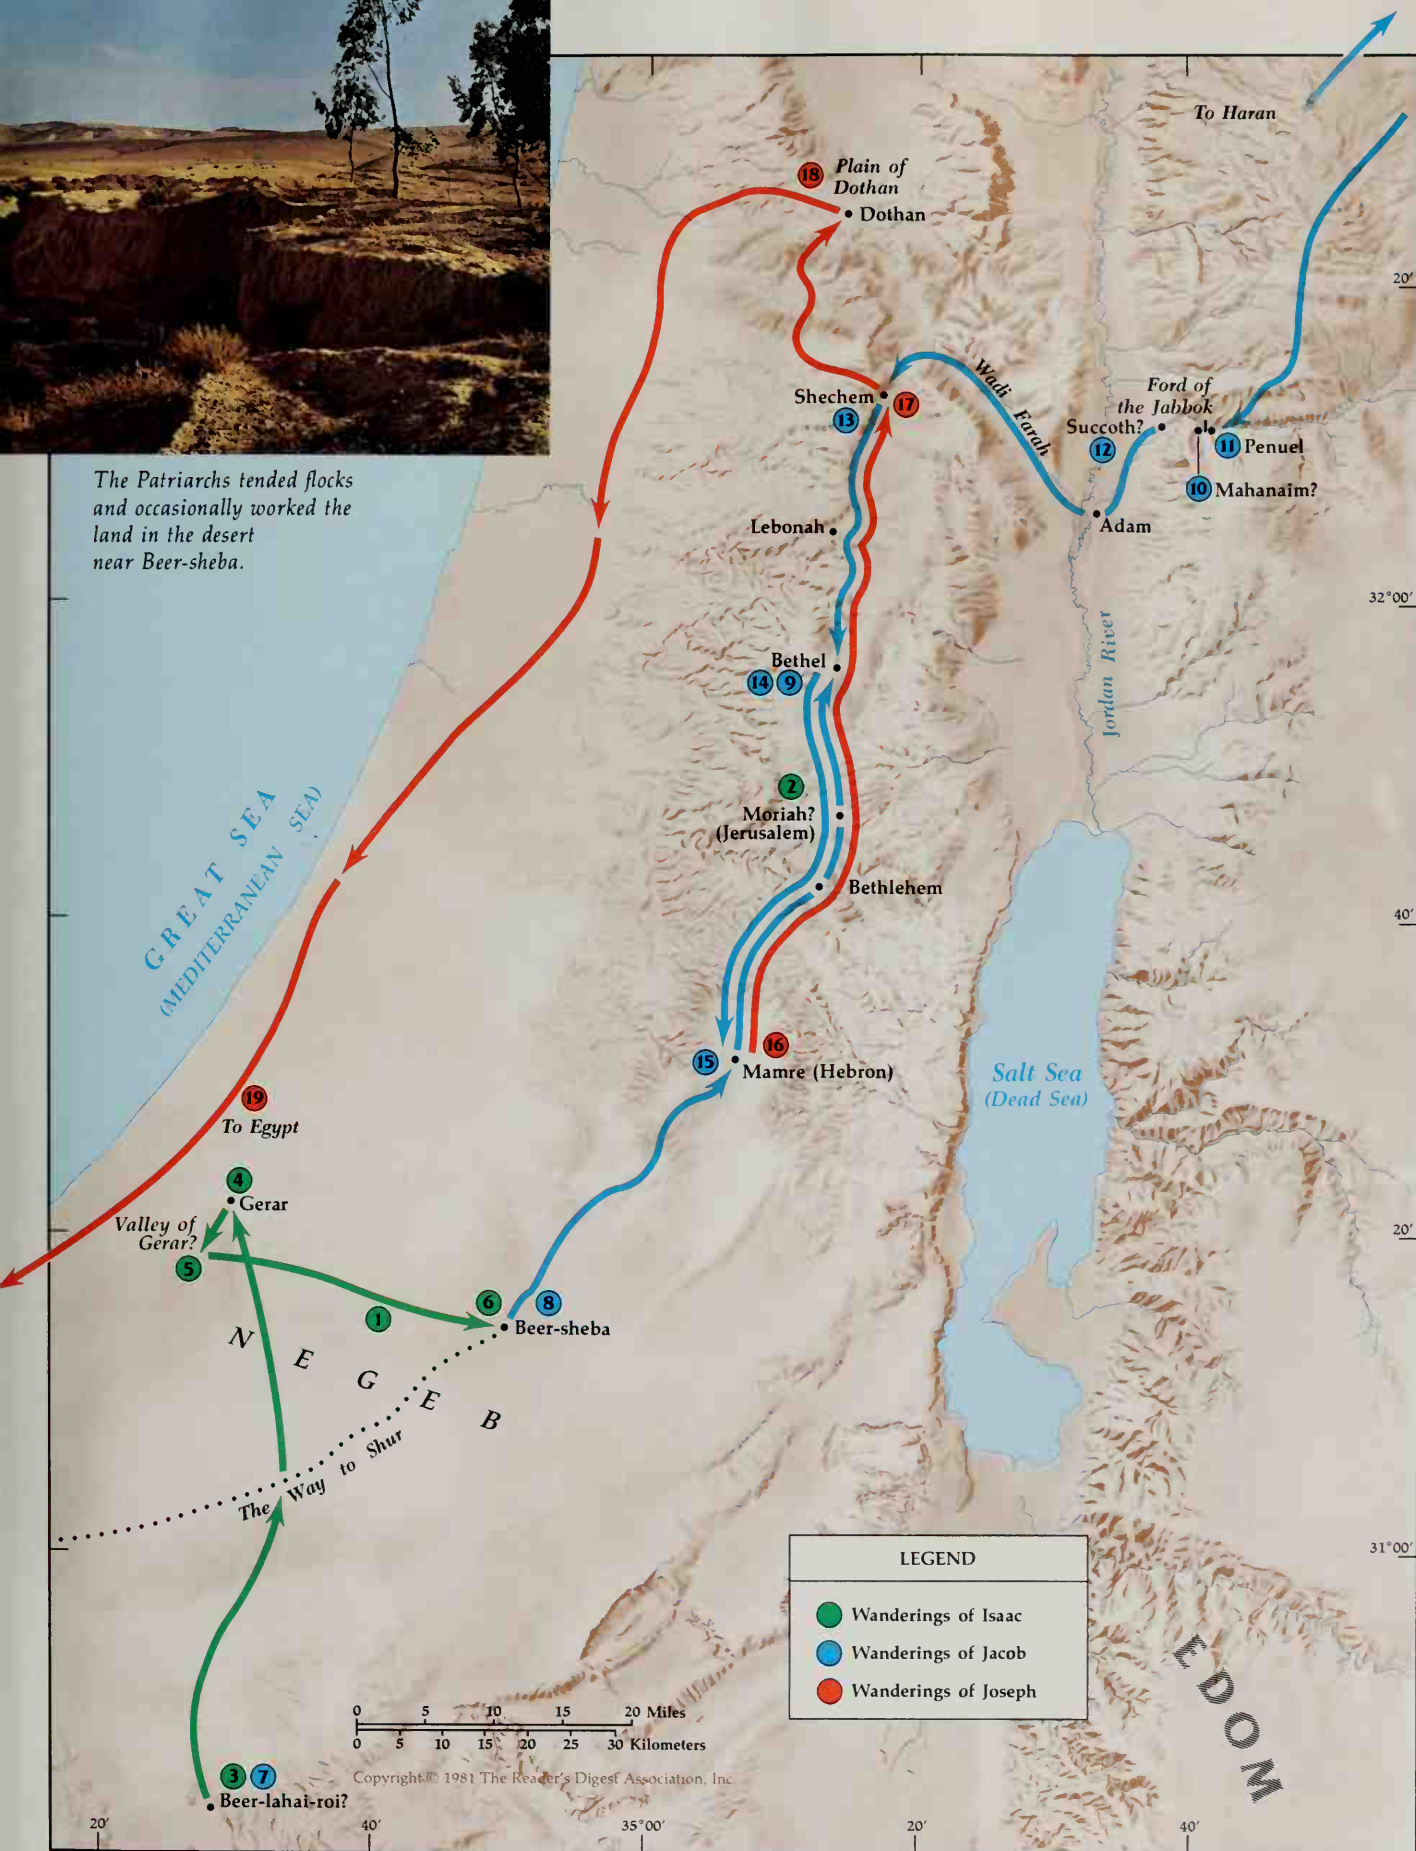 To Haran
18
Plain of
Dothan
Dothan
20'
Wadi Farah
Ford of
the Jabbok
Shechem
17
13
Succoth?
12
11 Penuel
10 Mahanaim?
Adam
The Patriarchs tended flocks
and occasionally worked the
land in the desert
near Beer-sheba.
Lebonah
32°00'
Jordan River
Bethel
14 9
2
Moriah?
(Jerusalem)
GREAT SEA
(MEDITERRANEAN SEA)
Bethlehem
40'
16
15
Mamre (Hebron)
Salt Sea
(Dead Sea)
19
To Egypt
4
Gerar
Valley of
Gerar?
5
20'
6
8
1
Beer-sheba
NEGEB
The Way to Shur
31°00'
LEGEND
Wanderings of Isaac
Wanderings of Jacob
Wanderings of Joseph
EDOM
0 5 10 15 20 Miles
0 5 10 15 20 25 30 Kilometers
Copyright © 1981 The Reader's Digest Association, Inc.
3 7
Beer-lahai-roi?
20'
40'
35°00'
20'
40'